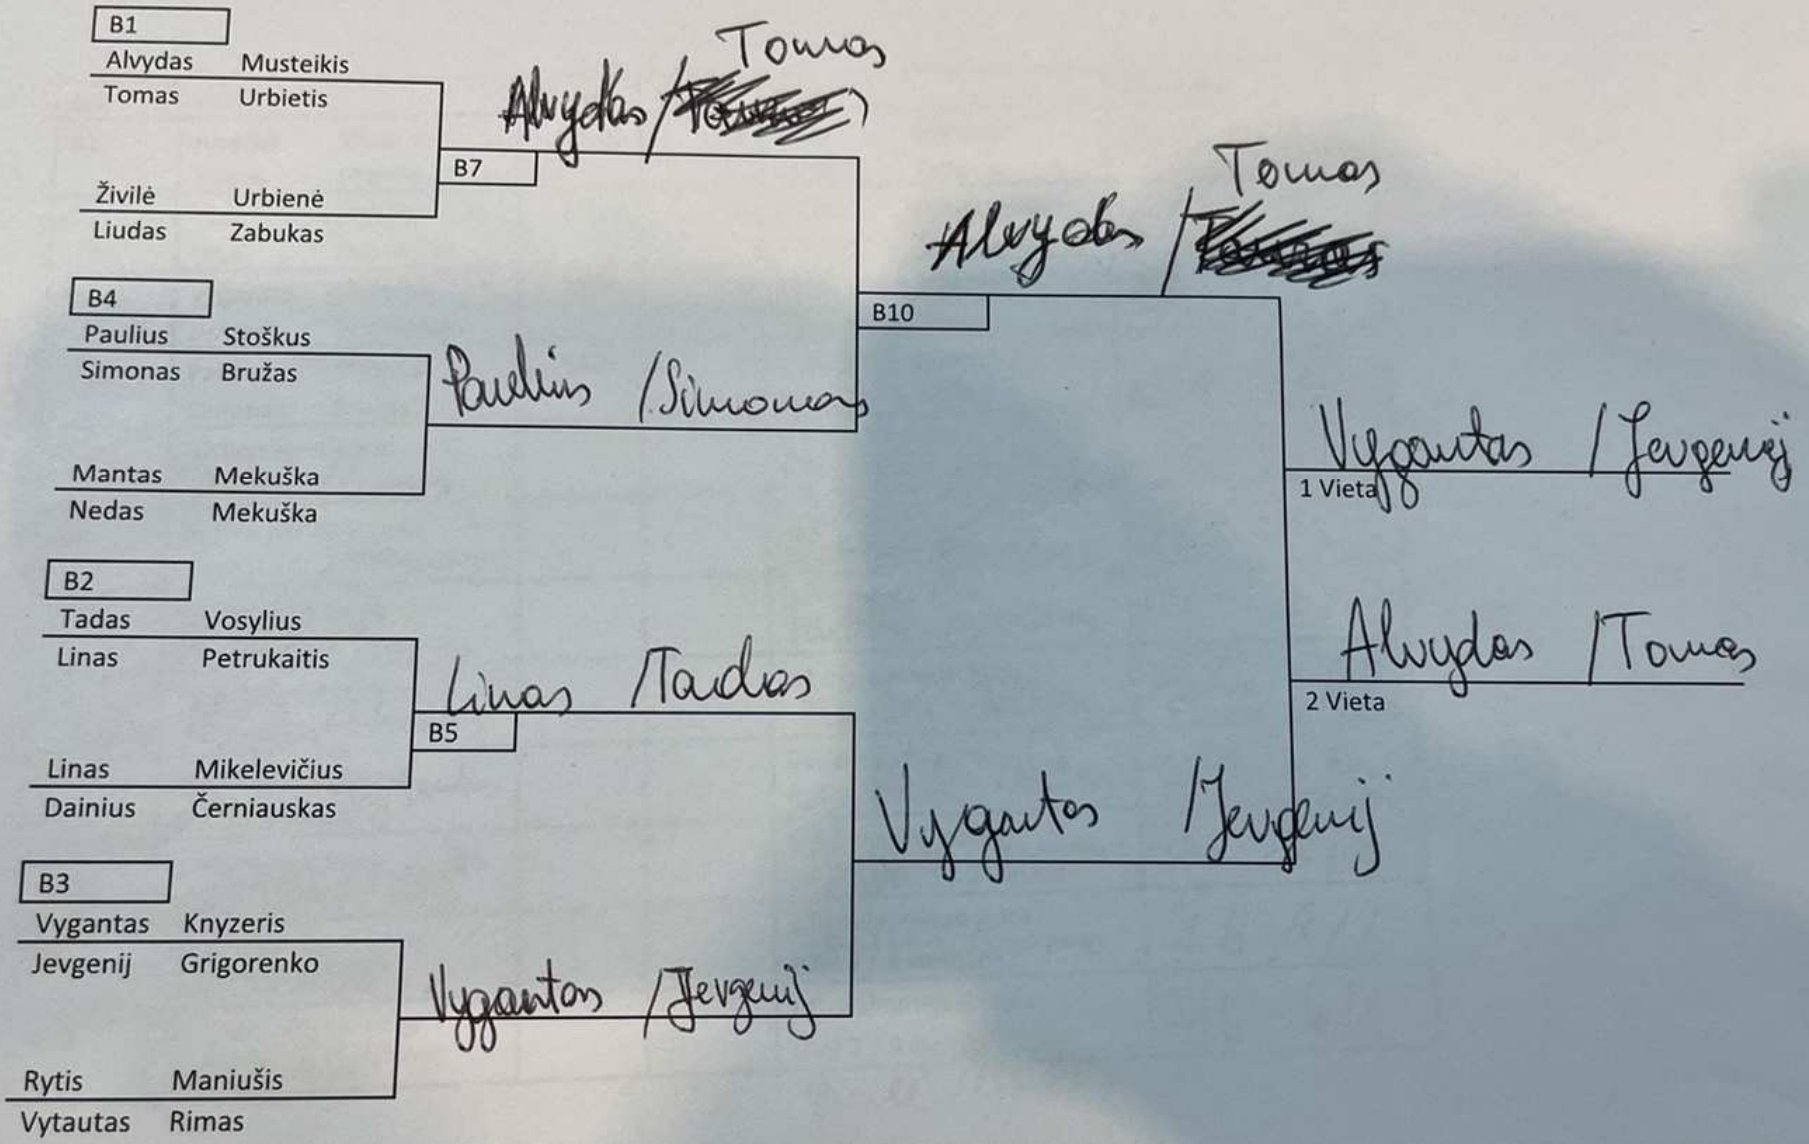 B1
Alvydas Musteikis
Tomas Urbietis
Tomas
Alvydas /
B7
Živilė Urbienė
Liudas Zabukas
Tomas
Alvydas /
B10
B4
Paulius Stoškus
Simonas Bružas
Paulius / Simonas
Mantas Mekuška
Nedas Mekuška
Vygantas / Jevgenij
1 Vieta
B2
Tadas Vosylius
Linas Petrukaitis
Linas / Tadas
B5
Linas Mikelevičius
Dainius Černiauskas
Alvydas / Tomas
2 Vieta
Vygantas / Jevgenij
B3
Vygantas Knyzeris
Jevgenij Grigorenko
Vygantas / Jevgenij
Rytis Maniušis
Vytautas Rimas